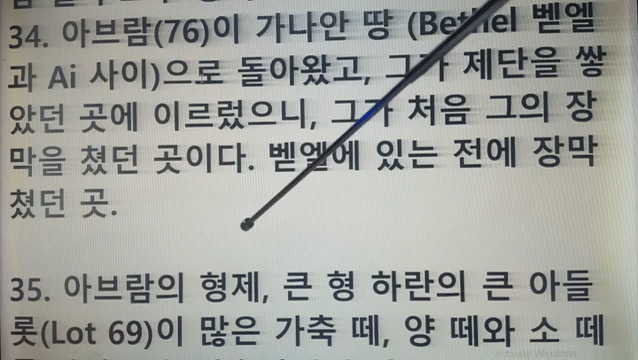 34. 아브람(76)이 가나안 땅 (Bethel 벧엘
과 Ai 사이)으로 돌아왔고, 그가 제단을 쌓
았던 곳에 이르렀으니, 그가 처음 그의 장
막을 쳤던 곳이다. 벧엘에 있는 전에 장막
쳤던 곳.
35. 아브람의 형제, 큰 형 하란의 큰 아들
롯(Lot 69)이 많은 가축 떼, 양 떼와 소 떼
Activate Windows